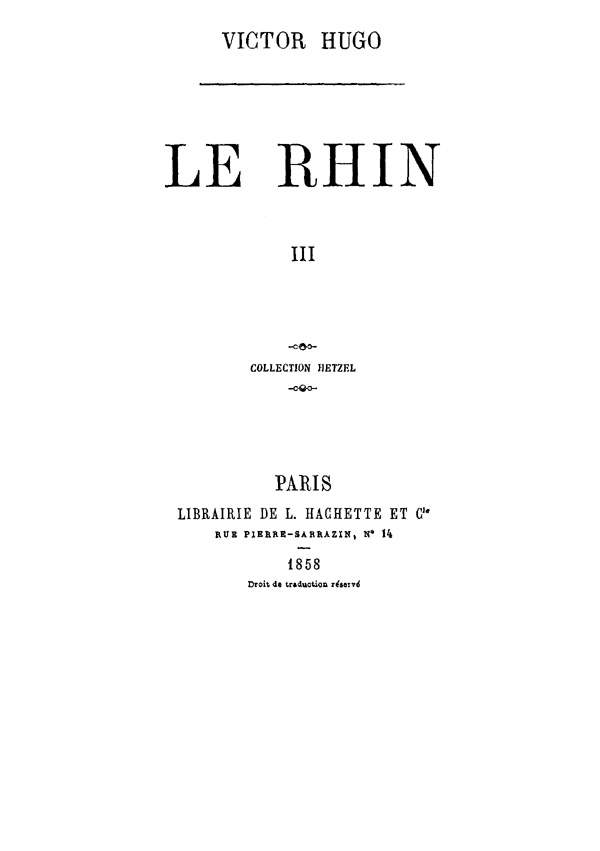 VICTOR HUGO
LE RHIN
III
COLLECTION HETZEL
PARIS
LIBRAIRIE DE L. HACHETTE ET Cie
RUE PIERRE-SARRAZIN, N° 14
1858
Droit de traduction réservé